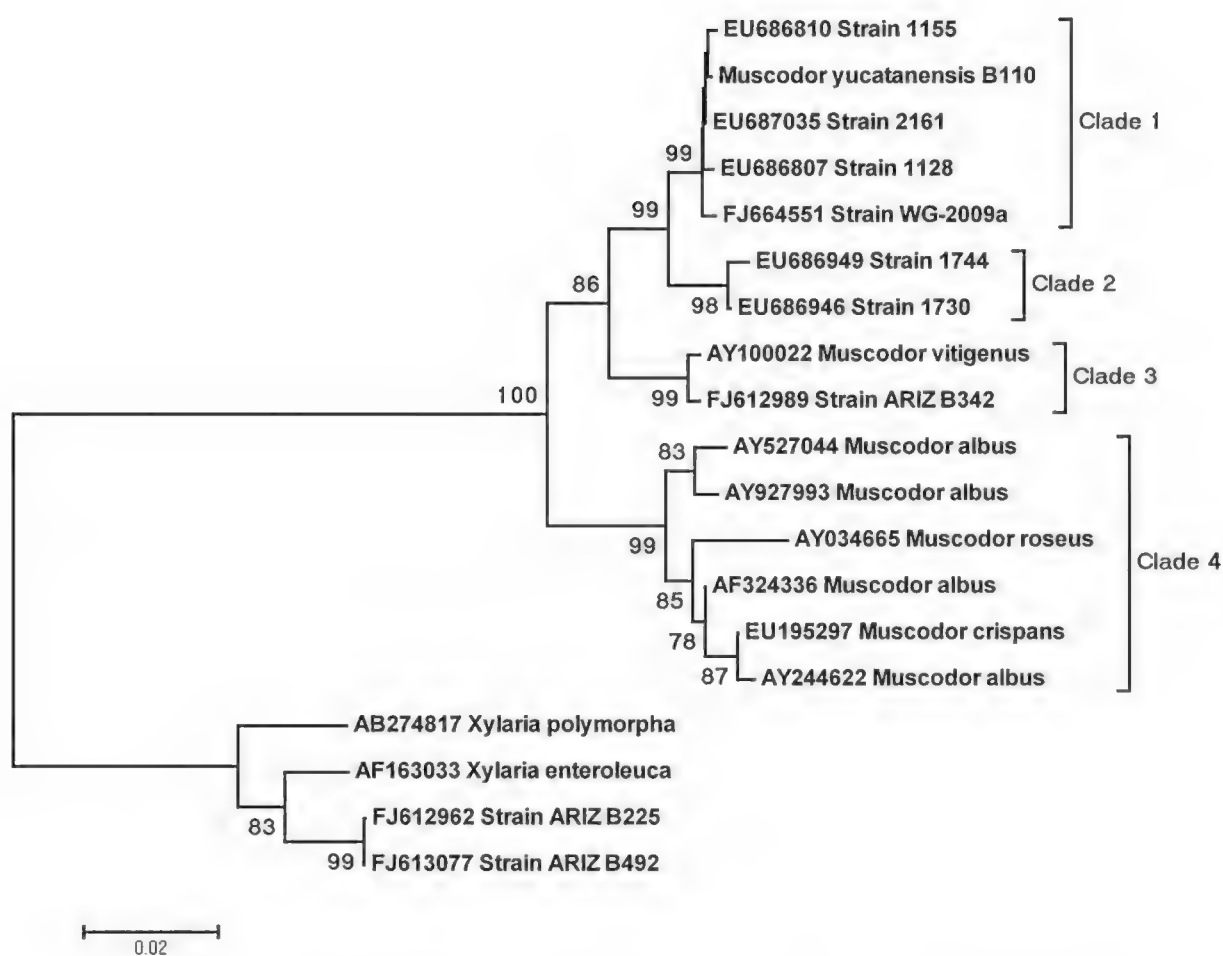 EU686810 Strain 1155
Muscodor yucatanensis B110
EU687035 Strain 2161
Clade 1
99
EU686807 Strain 1128
FJ664551 Strain WG-2009a
99
EU686949 Strain 1744
86
Clade 2
98
EU686946 Strain 1730
AY100022 Muscodor vitigenus
Clade 3
100
99
FJ612989 Strain ARIZ B342
83
AY527044 Muscodor albus
AY927993 Muscodor albus
99
AY034665 Muscodor roseus
Clade 4
85
AF324336 Muscodor albus
78
EU195297 Muscodor crispans
87
AY244622 Muscodor albus
AB274817 Xylaria polymorpha
AF163033 Xylaria enteroleuca
83
FJ612962 Strain ARIZ B225
99
FJ613077 Strain ARIZ B492
0.02